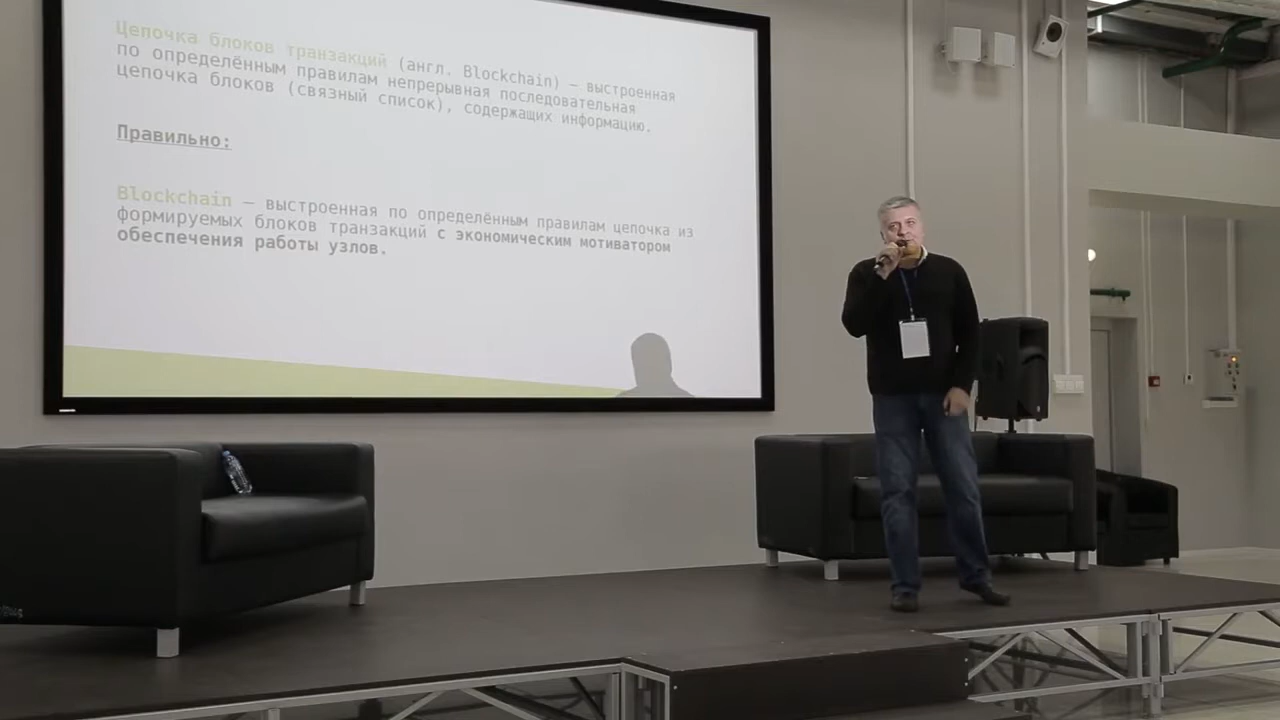 Цепочка блоков транзакций (англ. Blockchain) – выстроенная
по определённым правилам непрерывная последовательная
цепочка блоков (связный список), содержащих информацию.
Правильно:
Blockchain – выстроенная по определённым правилам цепочка из
формируемых блоков транзакций с экономическим мотиватором
обеспечения работы узлов.